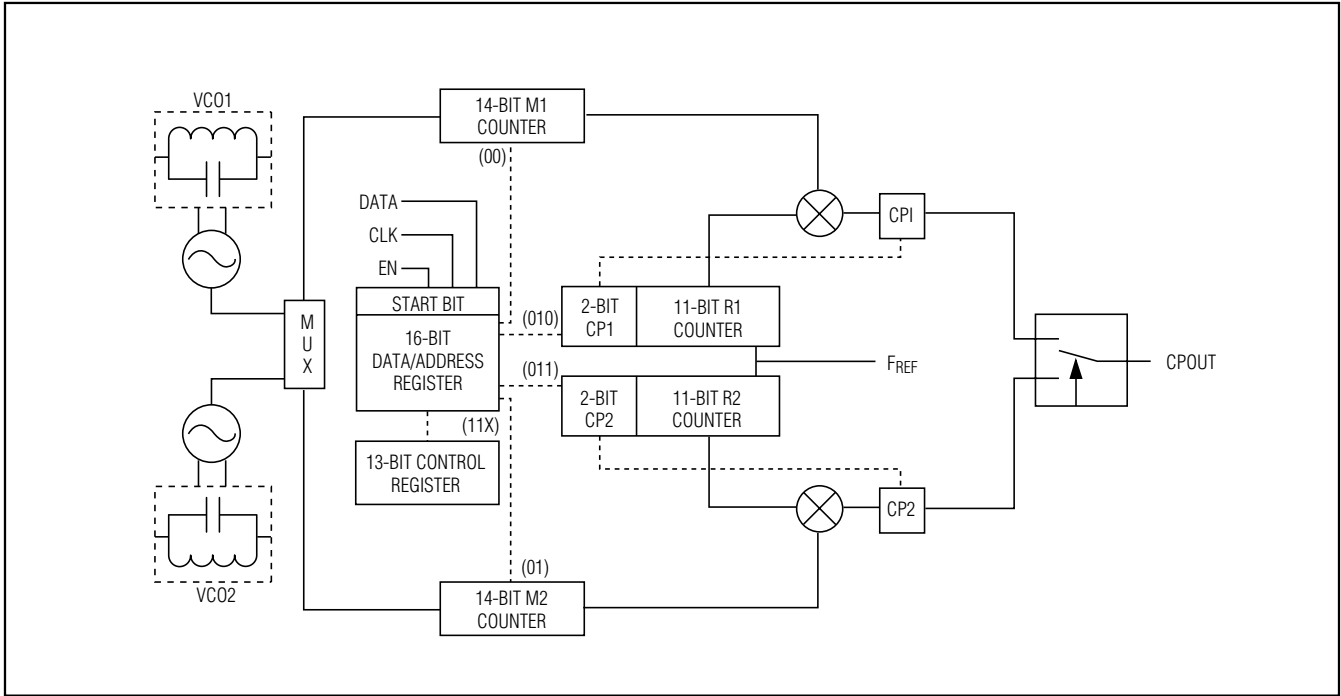 VCO1
14-BIT M1
COUNTER
(00)
DATA
CLK
EN
START BIT
16-BIT
DATA/ADDRESS
REGISTER
(010)
(011)
(11X)
13-BIT CONTROL
REGISTER
MUX
2-BIT
CP1
11-BIT R1
COUNTER
2-BIT
CP2
11-BIT R2
COUNTER
FREF
CPI
CP2
CPOUT
VCO2
(01)
14-BIT M2
COUNTER